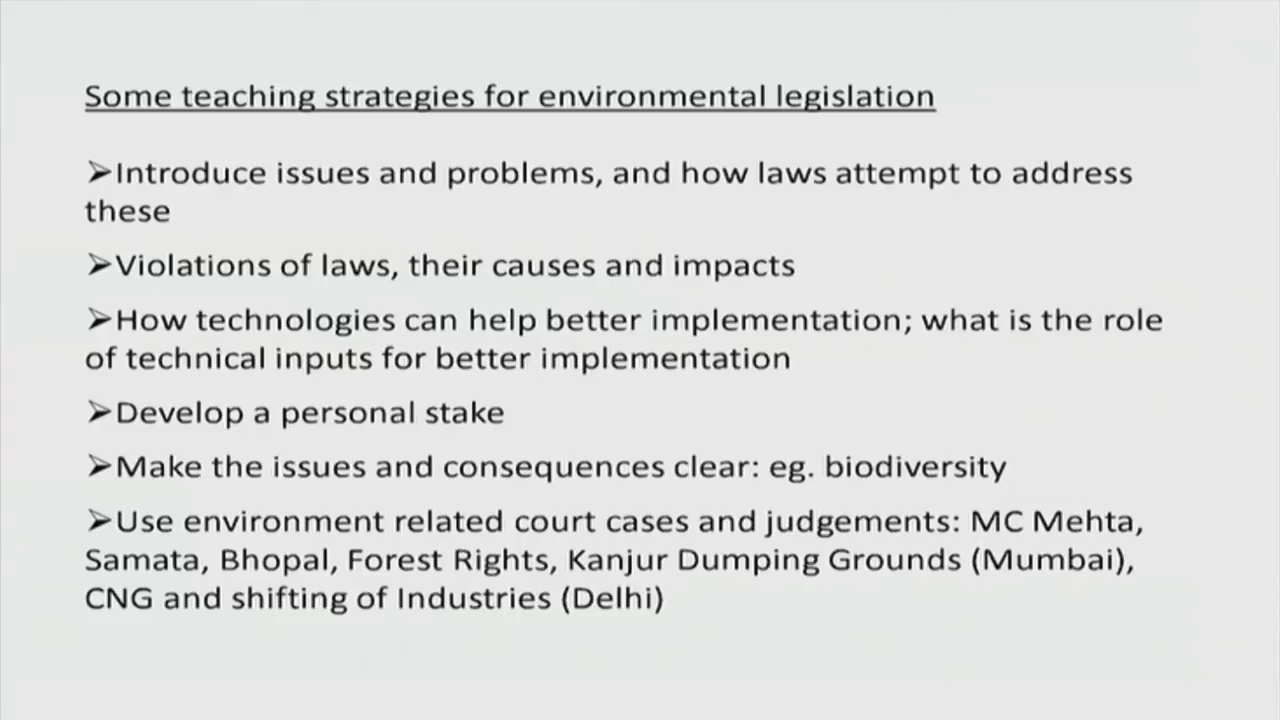 Some teaching strategies for environmental legislation
➢Introduce issues and problems, and how laws attempt to address
these
➢Violations of laws, their causes and impacts
➢How technologies can help better implementation; what is the role
of technical inputs for better implementation
➢Develop a personal stake
➢Make the issues and consequences clear: eg. biodiversity
➢Use environment related court cases and judgements: MC Mehta,
Samata, Bhopal, Forest Rights, Kanjur Dumping Grounds (Mumbai),
CNG and shifting of Industries (Delhi)